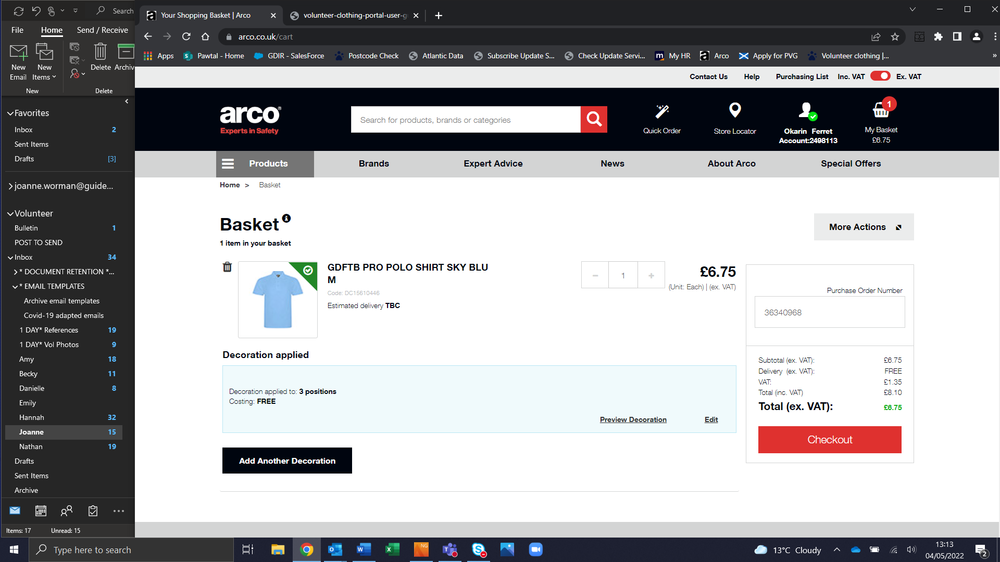 Search
File
Home
Send / Receive
New Email
New Items
Delete
Archiv
New
Delete
Favorites
Inbox 2
Sent Items
Drafts [3]
joanne.worman@guide...
Volunteer
Bulletin 1
POST TO SEND
Inbox 34
* DOCUMENT RETENTION *...
* EMAIL TEMPLATES
Archive email templates
Covid-19 adapted emails
1 DAY* References 19
1 DAY* Vol Photos 9
Amy 18
Becky 11
Danielle 8
Emily
Hannah 32
Joanne 15
Nathan 19
Drafts
Sent Items
Archive
Items: 17 Unread: 15
Your Shopping Basket | Arco
volunteer-clothing-portal-user-g
arco.co.uk/cart
Apps
Pawtal - Home
GDIR - SalesForce
Postcode Check
Atlantic Data
Subscribe Update S...
Check Update Servi...
My HR
Arco
Apply for PVG
Volunteer clothing |...
»
Contact Us Help Purchasing List Inc. VAT Ex. VAT
arco®
Experts in Safety
Search for products, brands or categories
Quick Order
Store Locator
Okarin Ferret
Account:2498113
1
My Basket
£6.75
Products Brands Expert Advice News About Arco Special Offers
Home > Basket
Basket
1 item in your basket
More Actions
GDFTB PRO POLO SHIRT SKY BLU
M
Code: DC15610446
Estimated delivery TBC
− 1 +
£6.75
(Unit: Each) | (ex. VAT)
Purchase Order Number
36340968
Subtotal (ex. VAT): £6.75
Delivery (ex. VAT): FREE
VAT: £1.35
Total (inc. VAT) £8.10
Total (ex. VAT): £6.75
Checkout
Decoration applied
Decoration applied to: 3 positions
Costing: FREE
Preview Decoration Edit
Add Another Decoration
Type here to search
NG
13°C Cloudy
13:13
04/05/2022
2